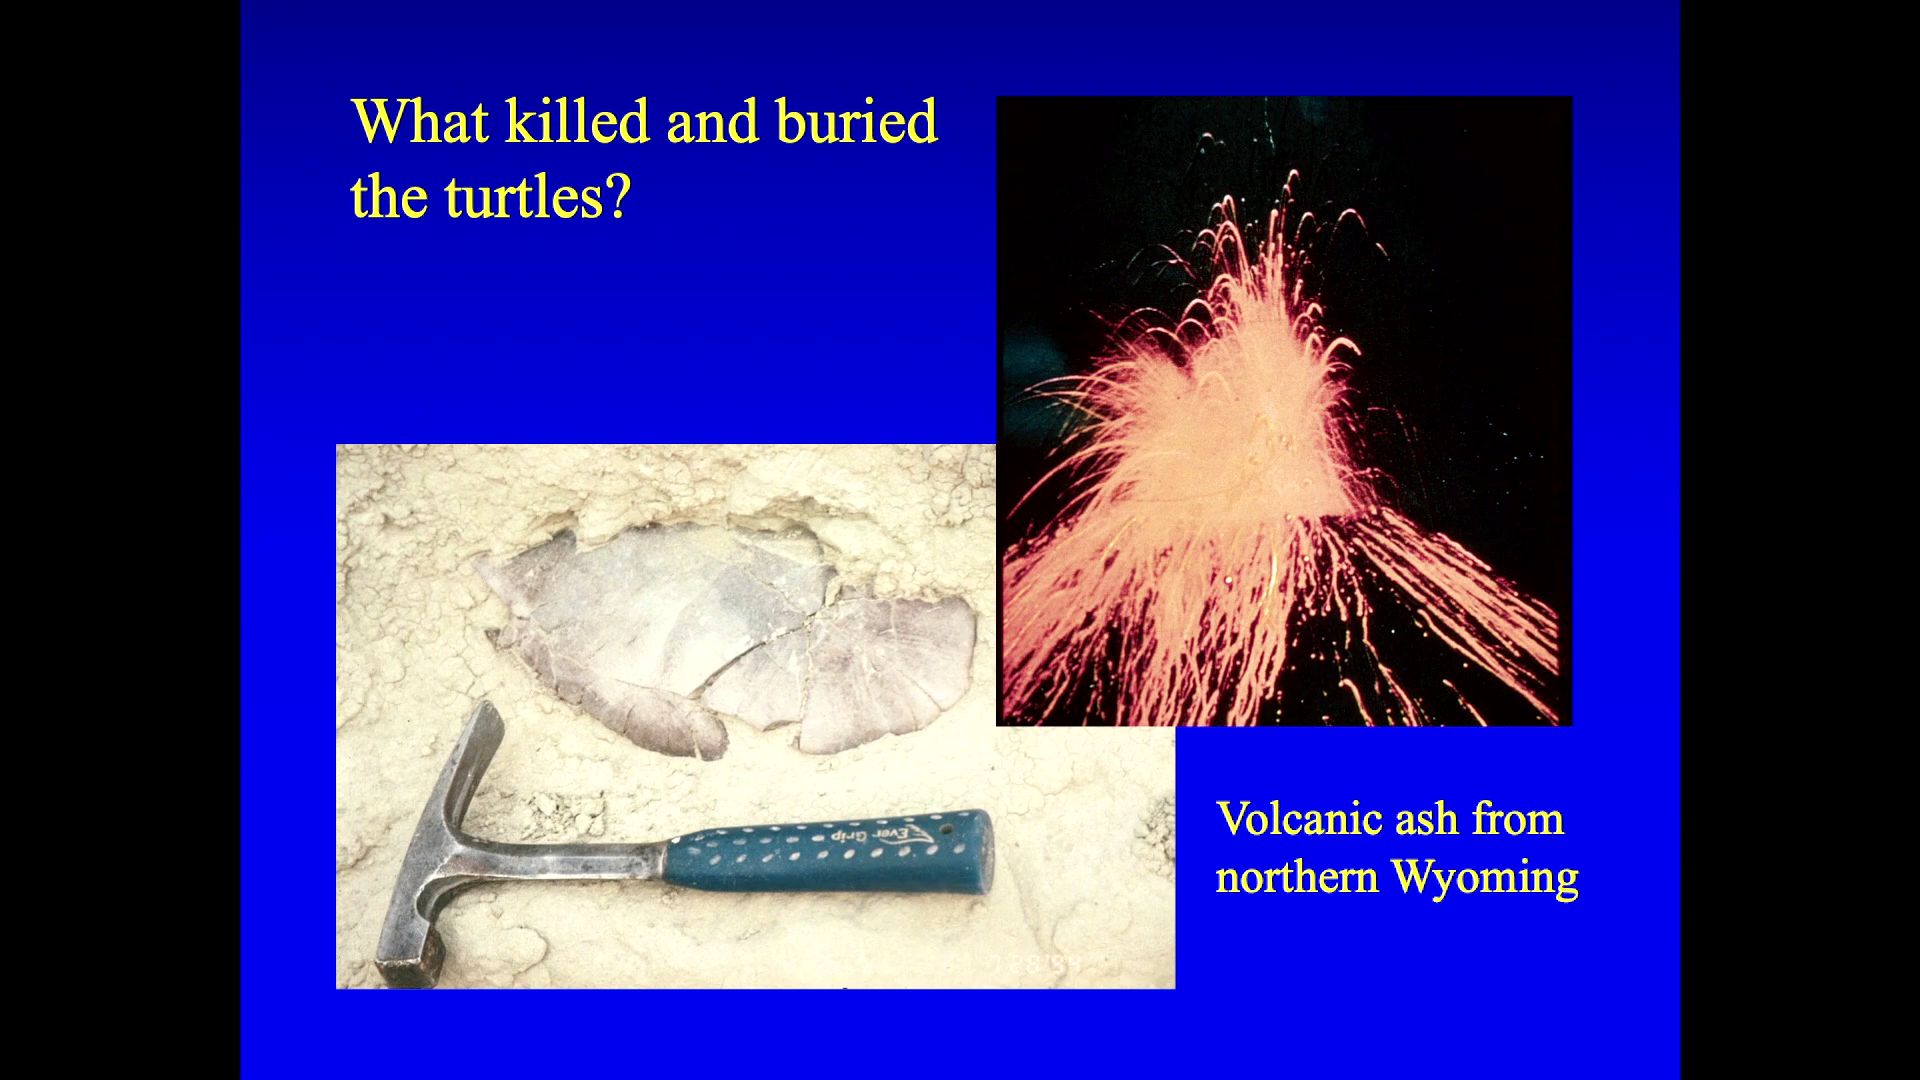 What killed and buried
the turtles?
Ever Grip
Volcanic ash from
northern Wyoming